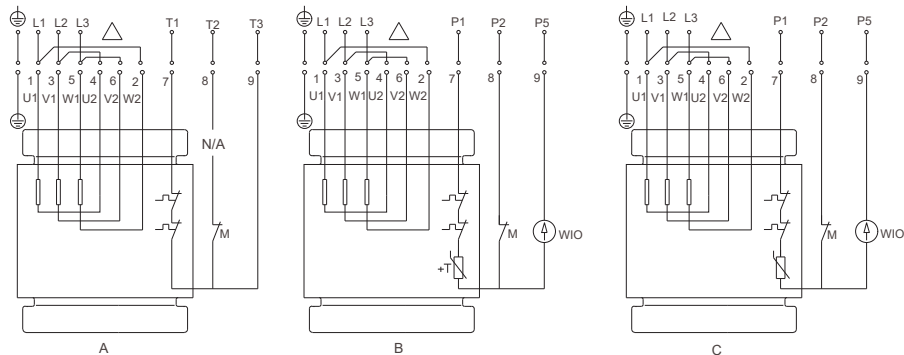 L1 L2 L3 T1 T2 T3
1 3 5 4 6 2 7 8 9
U1 V1 W1 U2 V2 W2
N/A
M
A
L1 L2 L3 P1 P2 P5
1 3 5 4 6 2 7 8 9
U1 V1 W1 U2 V2 W2
M
WIO
+T
B
L1 L2 L3 P1 P2 P5
1 3 5 4 6 2 7 8 9
U1 V1 W1 U2 V2 W2
M
WIO
C